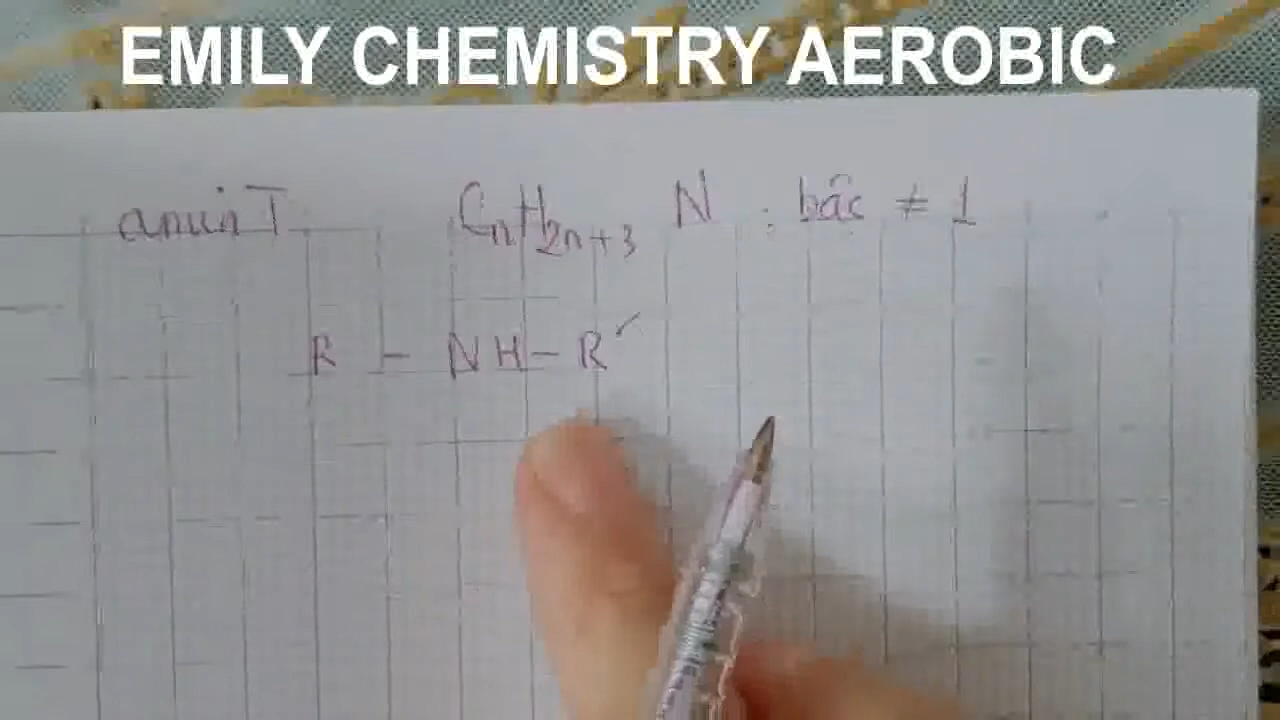 EMILY CHEMISTRY AEROBIC
amin T CnH2n+3 N : bậc ≠ 1
R - NH - R'